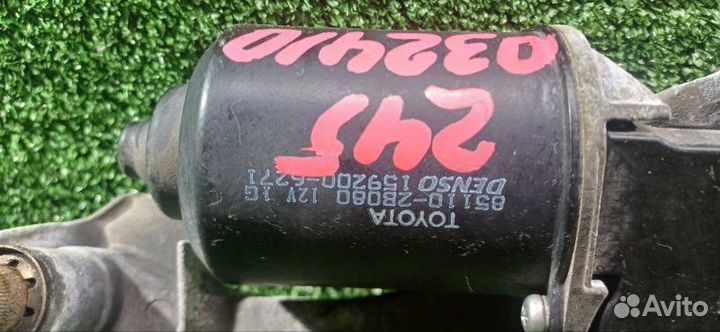 032410
245
TOYOTA
85110-2B080 12V 1G
DENSO 159200-6271
Avito